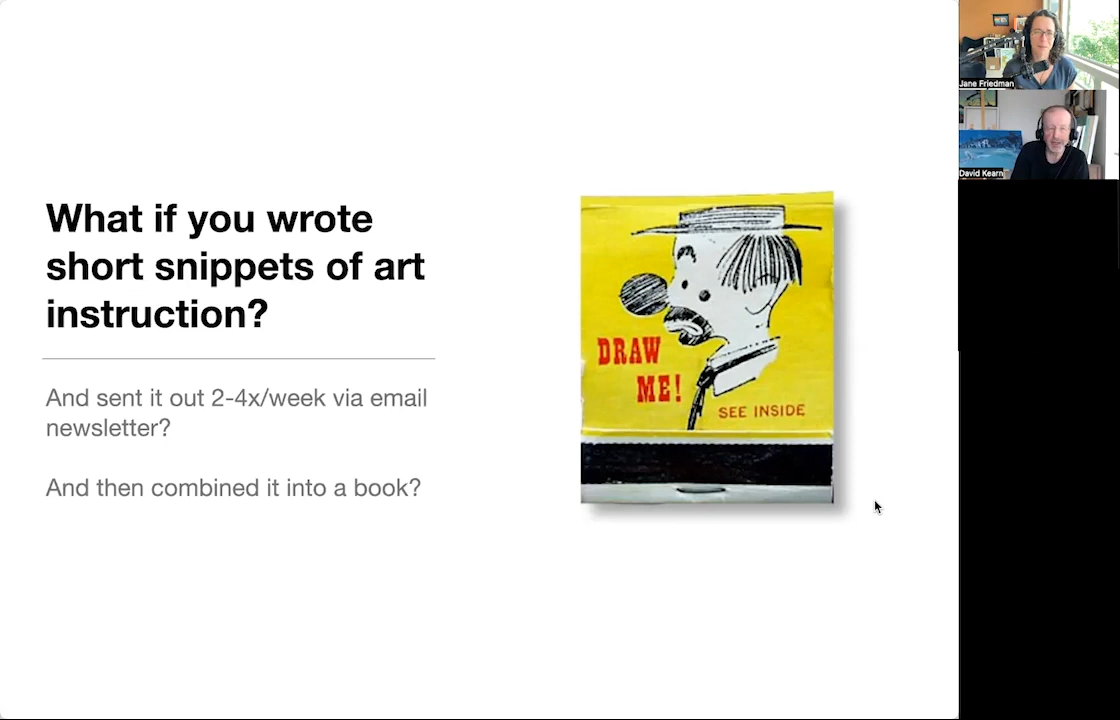 What if you wrote
short snippets of art
instruction?
And sent it out 2-4x/week via email
newsletter?
And then combined it into a book?
DRAW
ME!
SEE INSIDE
Jane Friedman
David Kearn